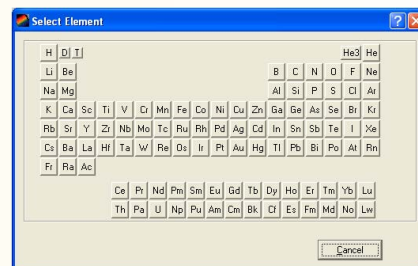 Select Element
H D T He3 He
Li Be B C N O F Ne
Na Mg Al Si P S Cl Ar
K Ca Sc Ti V Cr Mn Fe Co Ni Cu Zn Ga Ge As Se Br Kr
Rb Sr Y Zr Nb Mo Tc Ru Rh Pd Ag Cd In Sn Sb Te I Xe
Cs Ba La Hf Ta W Re Os Ir Pt Au Hg Tl Pb Bi Po At Rn
Fr Ra Ac
Ce Pr Nd Pm Sm Eu Gd Tb Dy Ho Er Tm Yb Lu
Th Pa U Np Pu Am Cm Bk Cf Es Fm Md No Lw
Cancel